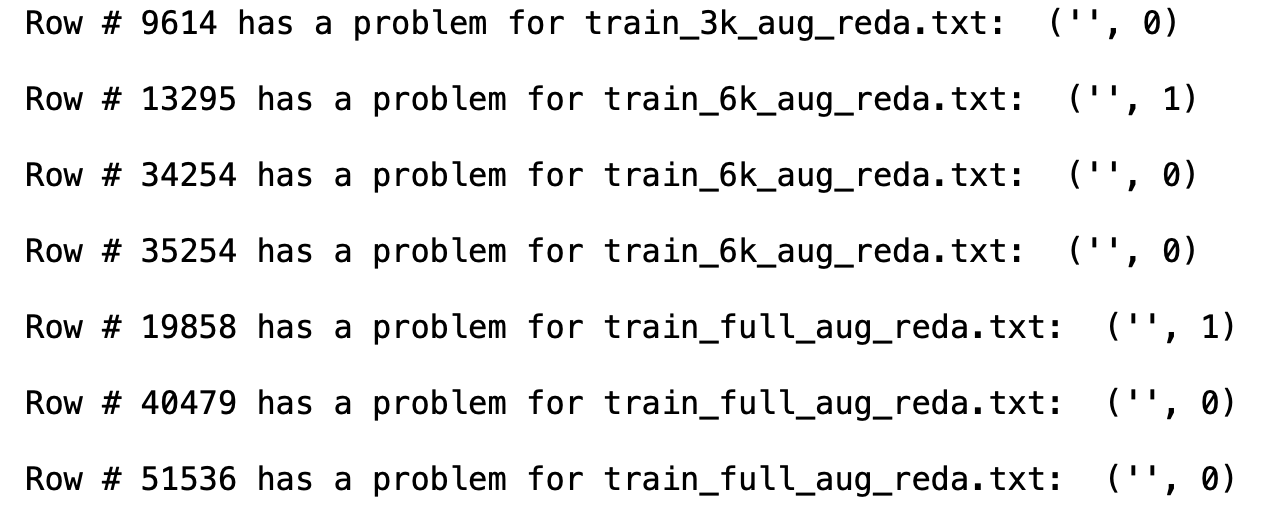 Row # 9614 has a problem for train_3k_aug_reda.txt:  ('', 0)
Row # 13295 has a problem for train_6k_aug_reda.txt:  ('', 1)
Row # 34254 has a problem for train_6k_aug_reda.txt:  ('', 0)
Row # 35254 has a problem for train_6k_aug_reda.txt:  ('', 0)
Row # 19858 has a problem for train_full_aug_reda.txt:  ('', 1)
Row # 40479 has a problem for train_full_aug_reda.txt:  ('', 0)
Row # 51536 has a problem for train_full_aug_reda.txt:  ('', 0)